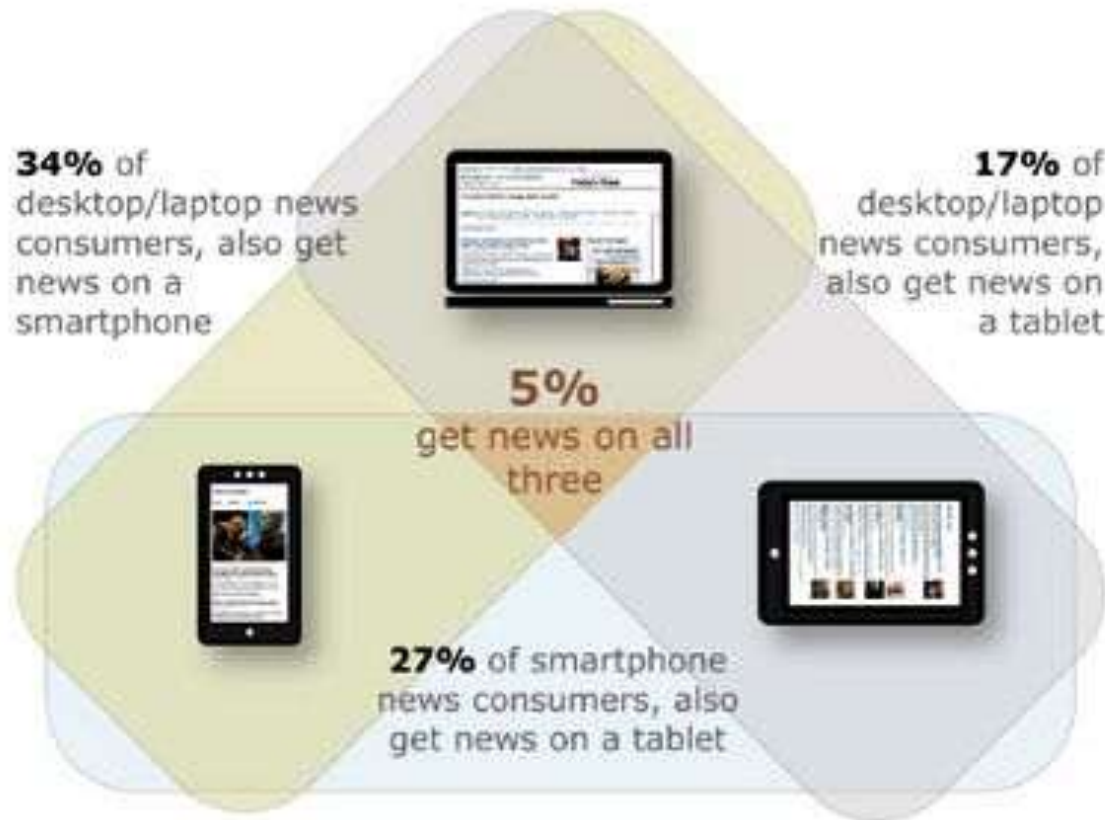 34% of
desktop/laptop news
consumers, also get
news on a
smartphone
17% of
desktop/laptop
news consumers,
also get news on
a tablet
5%
get news on all
three
27% of smartphone
news consumers, also
get news on a tablet